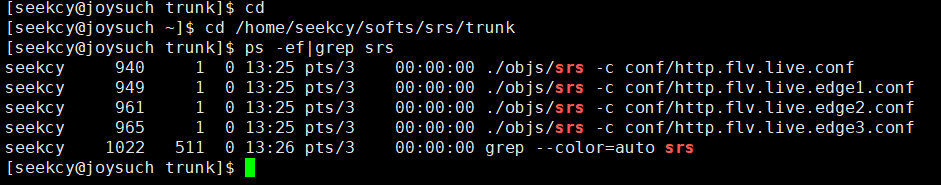 [seekcy@joysuch trunk]$ cd
[seekcy@joysuch ~]$ cd /home/seekcy/softs/srs/trunk
[seekcy@joysuch trunk]$ ps -ef|grep srs
seekcy     940     1  0 13:25 pts/3    00:00:00 ./objs/srs -c conf/http.flv.live.conf
seekcy     949     1  0 13:25 pts/3    00:00:00 ./objs/srs -c conf/http.flv.live.edge1.conf
seekcy     961     1  0 13:25 pts/3    00:00:00 ./objs/srs -c conf/http.flv.live.edge2.conf
seekcy     965     1  0 13:25 pts/3    00:00:00 ./objs/srs -c conf/http.flv.live.edge3.conf
seekcy    1022   511  0 13:26 pts/3    00:00:00 grep --color=auto srs
[seekcy@joysuch trunk]$